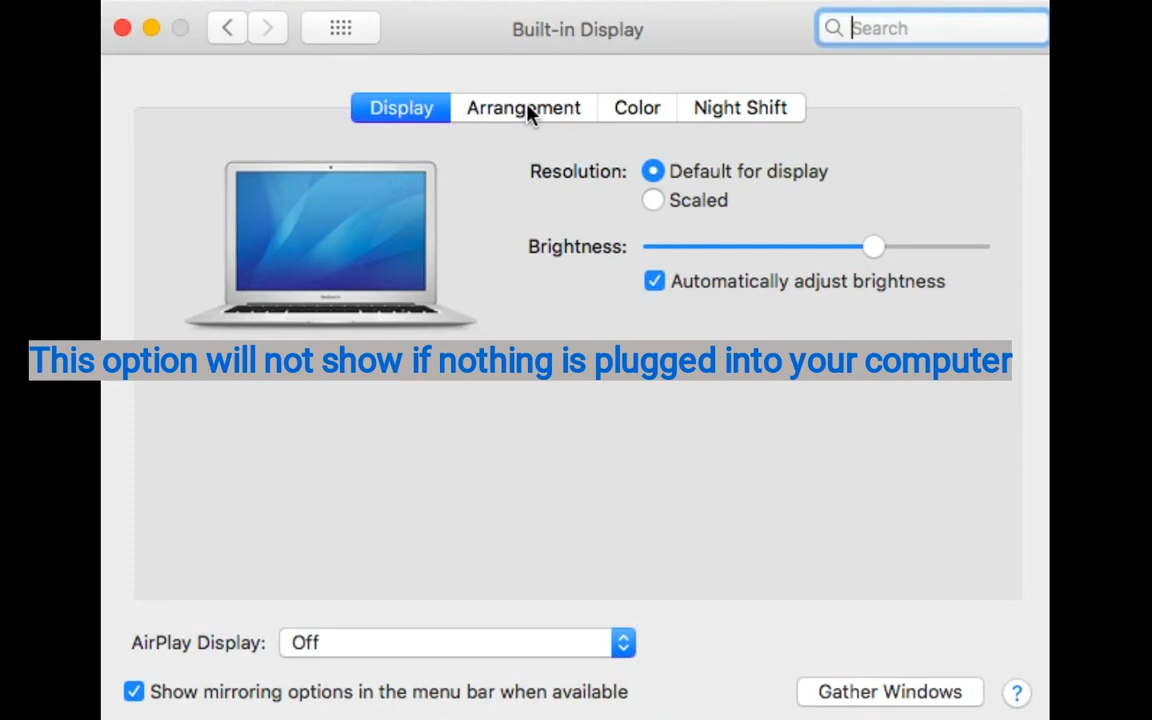 Built-in Display
Search
Display
Arrangement
Color
Night Shift
Resolution:
Default for display
Scaled
Brightness:
Automatically adjust brightness
This option will not show if nothing is plugged into your computer
AirPlay Display:
Off
Show mirroring options in the menu bar when available
Gather Windows
?